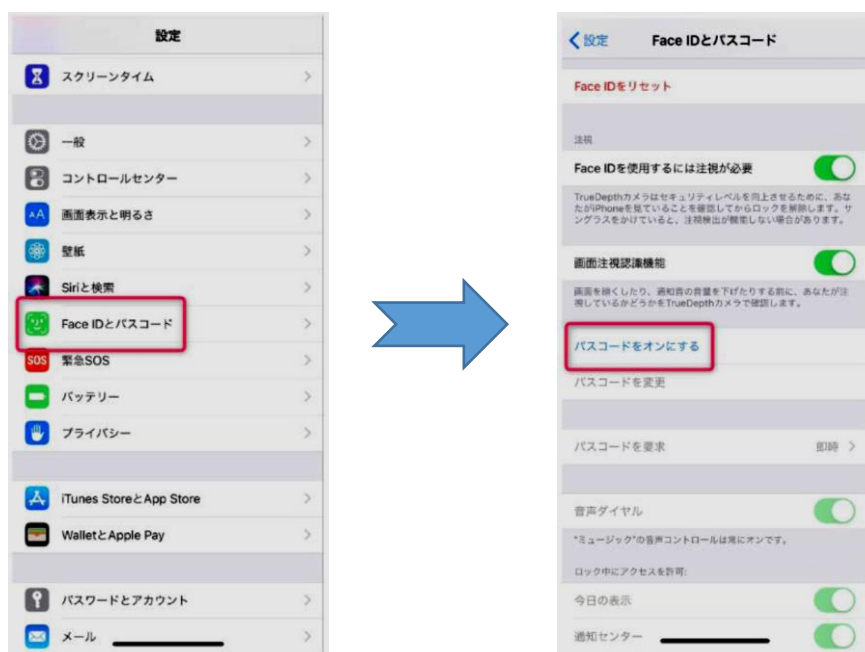 設定
スクリーンタイム
一般
コントロールセンター
AA
画面表示と明るさ
壁紙
Siriと検索
Face IDとパスコード
SOS
緊急SOS
バッテリー
プライバシー
iTunes StoreとApp Store
WalletとApple Pay
パスワードとアカウント
メール
設定
Face IDとパスコード
Face IDをリセット
注視
Face IDを使用するには注視が必要
TrueDepthカメラはセキュリティレベルを向上させるために、あな
たがiPhoneを見ていることを確認してからロックを解除します。サ
ングラスをかけていると、注視検出が機能しない場合があります。
画面注視認識機能
画面を暗くしたり、通知音の音量を下げたりする前に、あなたが注
視しているかどうかをTrueDepthカメラで確認します。
パスコードをオンにする
パスコードを変更
パスコードを要求
即時
音声ダイヤル
"ミュージック"の音声コントロールは常にオンです。
ロック中にアクセスを許可:
今日の表示
通知センター